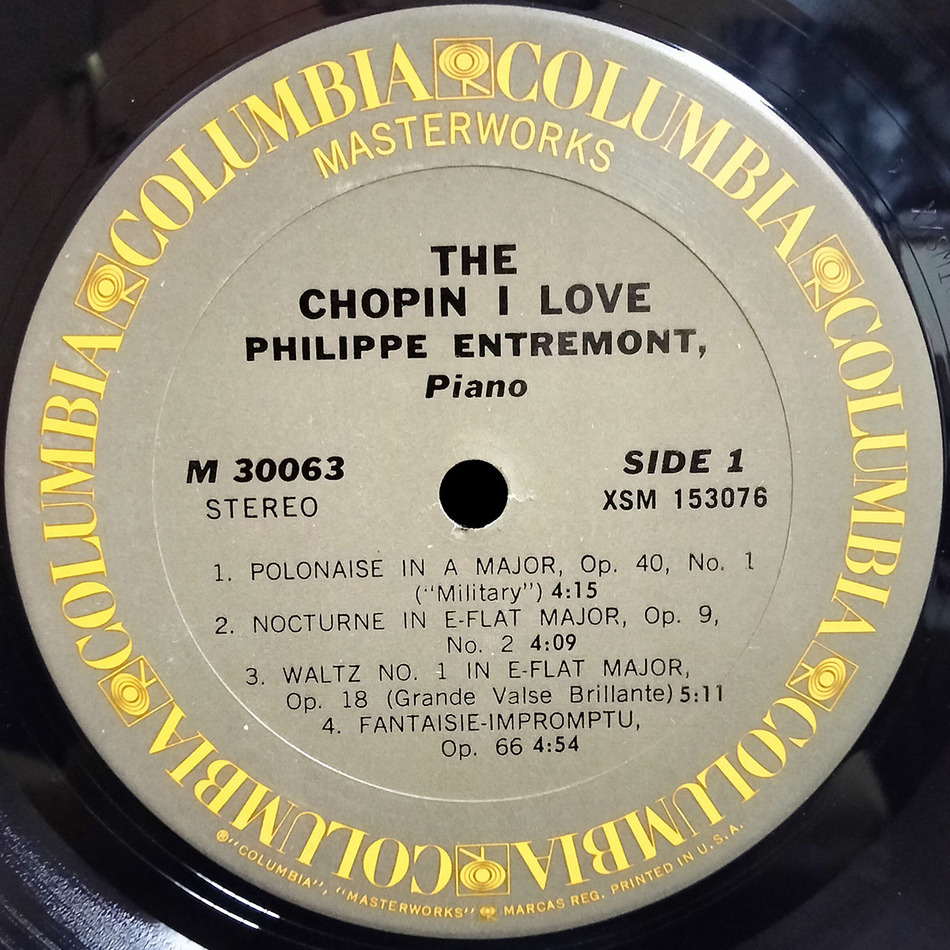 COLUMBIA COLUMBIA COLUMBIA COLUMBIA COLUMBIA COLUMBIA
MASTERWORKS
THE
CHOPIN I LOVE
PHILIPPE ENTREMONT,
Piano
M 30063
STEREO
SIDE 1
XSM 153076
1. POLONAISE IN A MAJOR, Op. 40, No. 1
("Military") 4:15
2. NOCTURNE IN E-FLAT MAJOR, Op. 9,
No. 2 4:09
3. WALTZ NO. 1 IN E-FLAT MAJOR,
Op. 18 (Grande Valse Brillante) 5:11
4. FANTAISIE-IMPROMPTU,
Op. 66 4:54
®"COLUMBIA", "MASTERWORKS" MARCAS REG. PRINTED IN U.S.A.